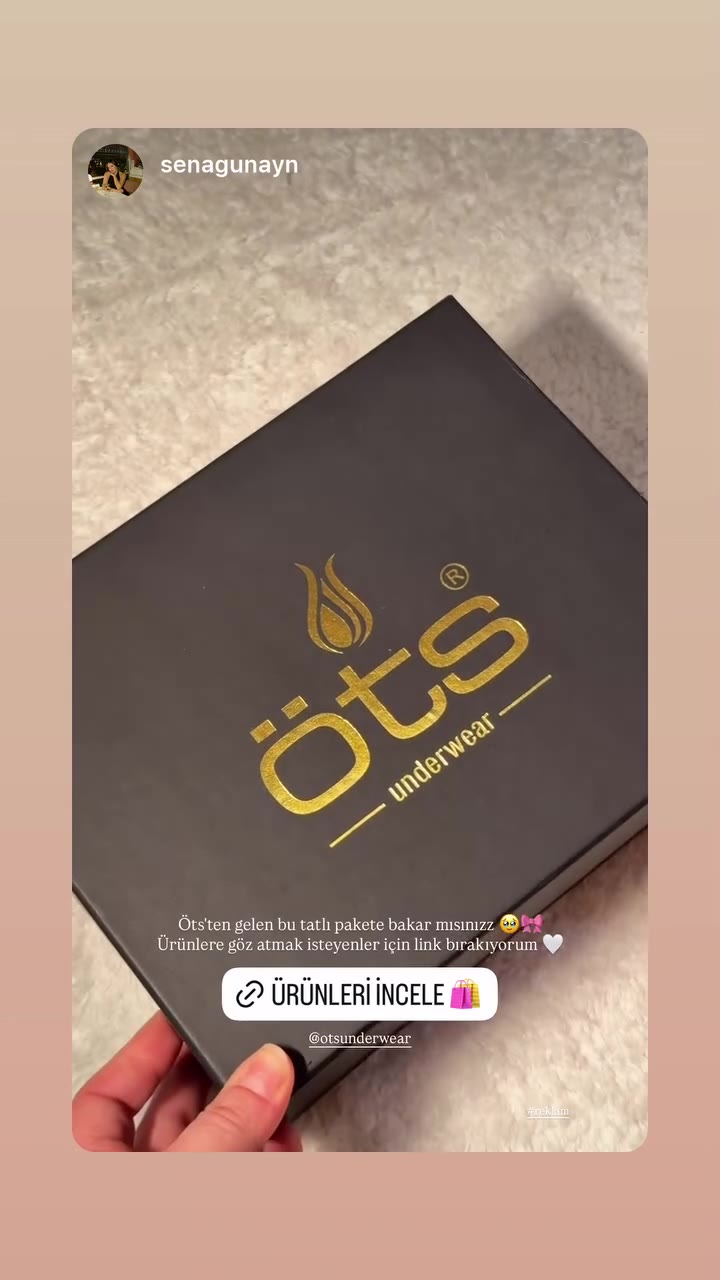 senagunayn
®
öts
underwear
Öts'ten gelen bu tatlı pakete bakar mısınızz 🥹🎀
Ürünlere göz atmak isteyenler için link bırakıyorum 🤍
ÜRÜNLERİ İNCELE 🛍️
@otsunderwear
#reklam